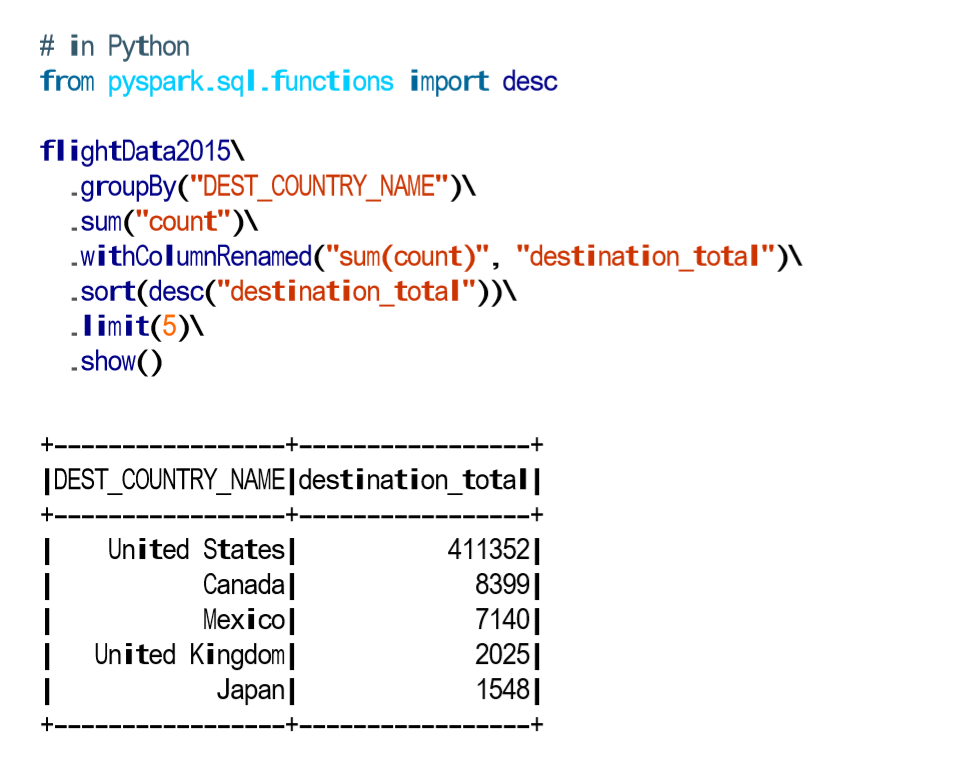 # in Python
from pyspark.sql.functions import desc
flightData2015\
  .groupBy("DEST_COUNTRY_NAME")\
  .sum("count")\
  .withColumnRenamed("sum(count)", "destination_total")\
  .sort(desc("destination_total"))\
  .limit(5)\
  .show()
+-----------------+-----------------+
|DEST_COUNTRY_NAME|destination_total|
+-----------------+-----------------+
|    United States|           411352|
|           Canada|             8399|
|           Mexico|             7140|
|   United Kingdom|             2025|
|            Japan|             1548|
+-----------------+-----------------+